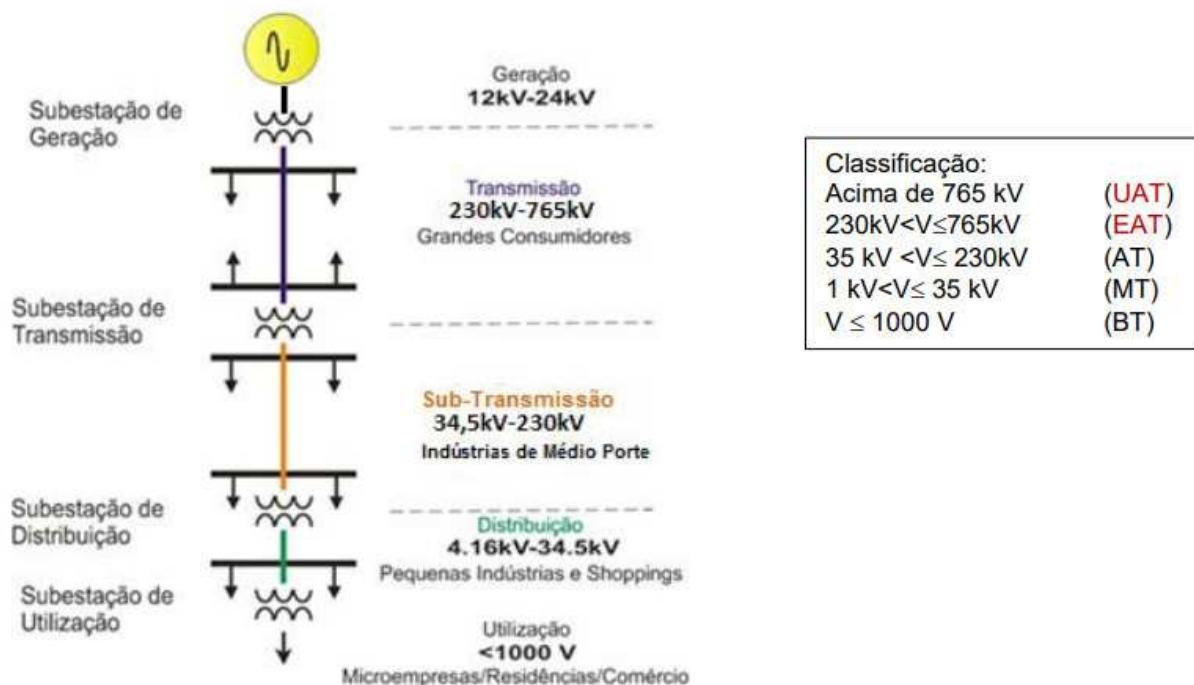 Subestação de
Geração
Geração
12kV-24kV
Transmissão
230kV-765kV
Grandes Consumidores
Subestação de
Transmissão
Sub-Transmissão
34,5kV-230kV
Indústrias de Médio Porte
Subestação de
Distribuição
Distribuição
4.16kV-34.5kV
Pequenas Indústrias e Shoppings
Subestação de
Utilização
Utilização
<1000 V
Microempresas/Residências/Comércio
Classificação:
Acima de 765 kV (UAT)
230kV<V≤765kV (EAT)
35 kV <V≤ 230kV (AT)
1 kV<V≤ 35 kV (MT)
V ≤ 1000 V (BT)